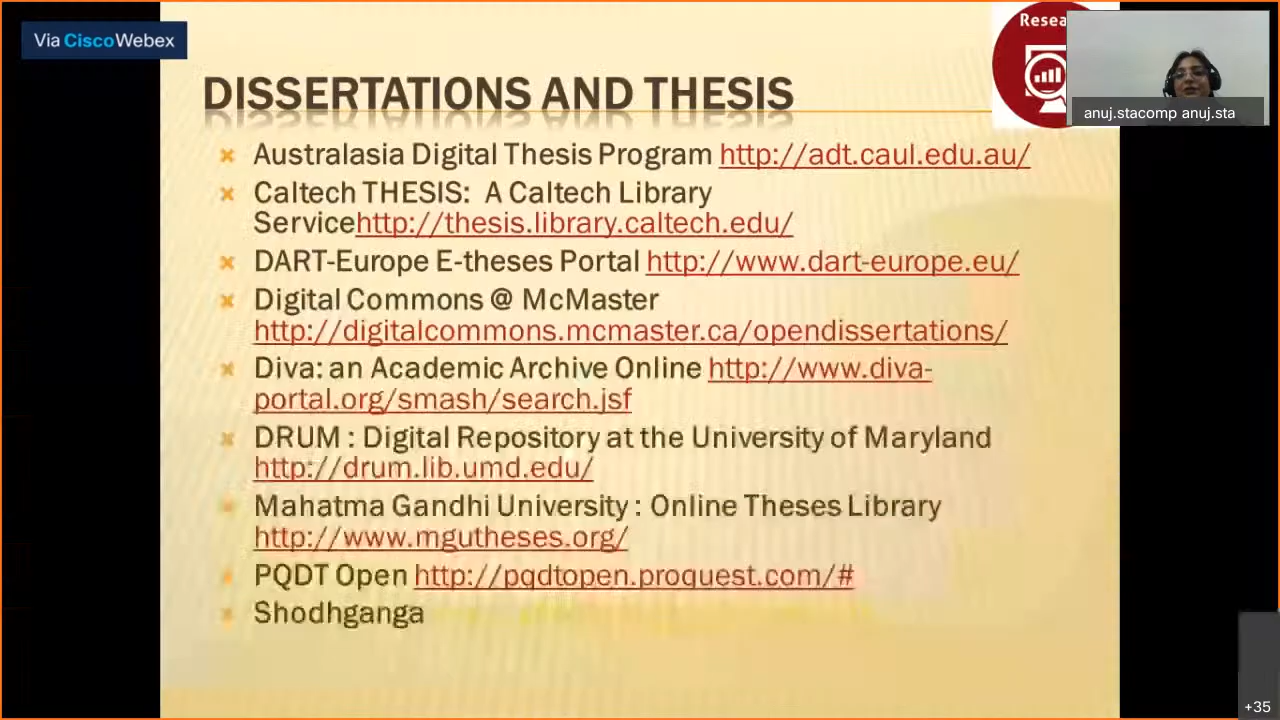 Via CiscoWebex
Resea
anuj.stacomp anuj.sta
DISSERTATIONS AND THESIS
Australasia Digital Thesis Program http://adt.caul.edu.au/
Caltech THESIS: A Caltech Library
Servicehttp://thesis.library.caltech.edu/
DART-Europe E-theses Portal http://www.dart-europe.eu/
Digital Commons @ McMaster
http://digitalcommons.mcmaster.ca/opendissertations/
Diva: an Academic Archive Online http://www.diva-
portal.org/smash/search.jsf
DRUM : Digital Repository at the University of Maryland
http://drum.lib.umd.edu/
Mahatma Gandhi University : Online Theses Library
http://www.mgutheses.org/
PQDT Open http://pqdtopen.proquest.com/#
Shodhganga
+35